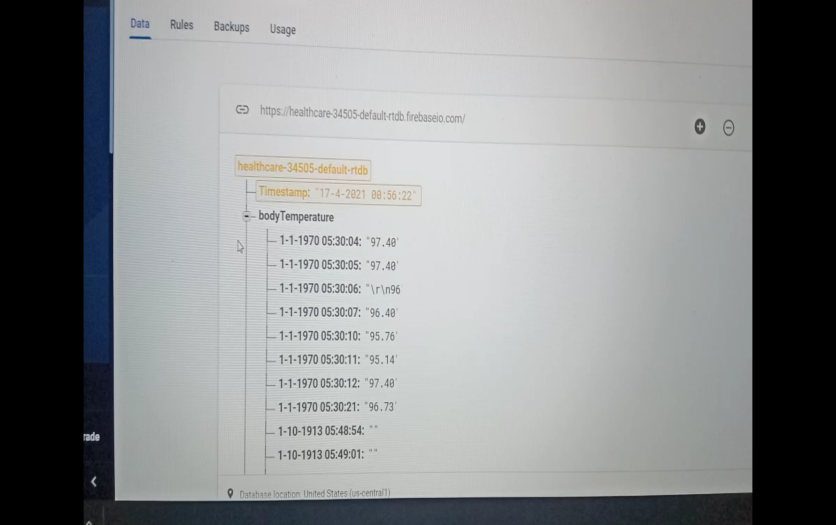 Data Rules Backups Usage
https://healthcare-34505-default-rtdb.firebaseio.com/
healthcare-34505-default-rtdb
Timestamp: "17-4-2021 00:56:22"
bodyTemperature
1-1-1970 05:30:04: "97.40'
1-1-1970 05:30:05: "97.40'
1-1-1970 05:30:06: "\r\n96
1-1-1970 05:30:07: "96.40'
1-1-1970 05:30:10: "95.76'
1-1-1970 05:30:11: "95.14'
1-1-1970 05:30:12: "97.40'
1-1-1970 05:30:21: "96.73'
1-10-1913 05:48:54: ""
1-10-1913 05:49:01: ""
rade
Database location: United States (us-central1)